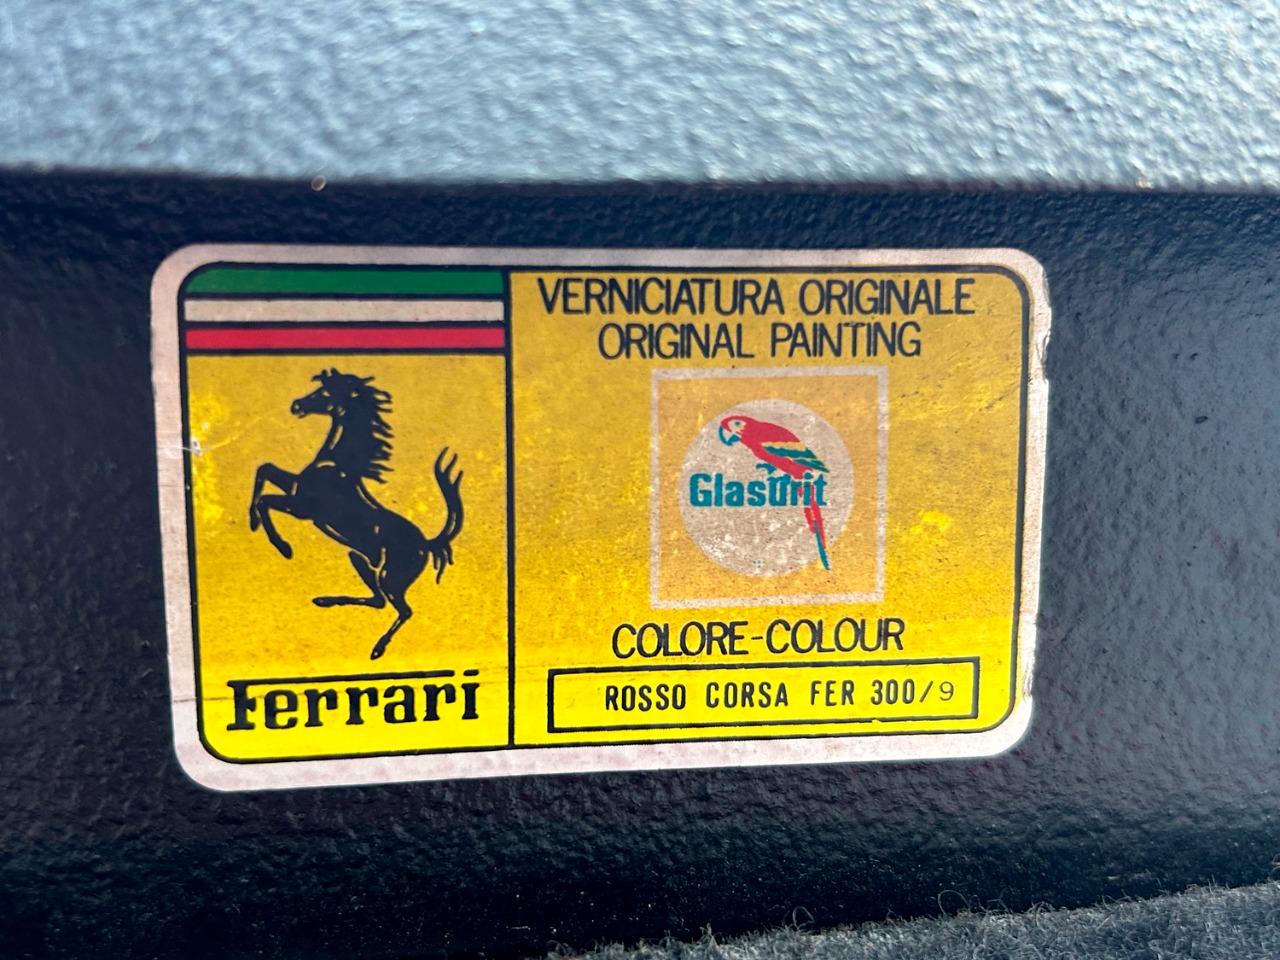 VERNICIATURA ORIGINALE
ORIGINAL PAINTING
Glasurit
COLORE-COLOUR
ROSSO CORSA FER 300/9
Ferrari